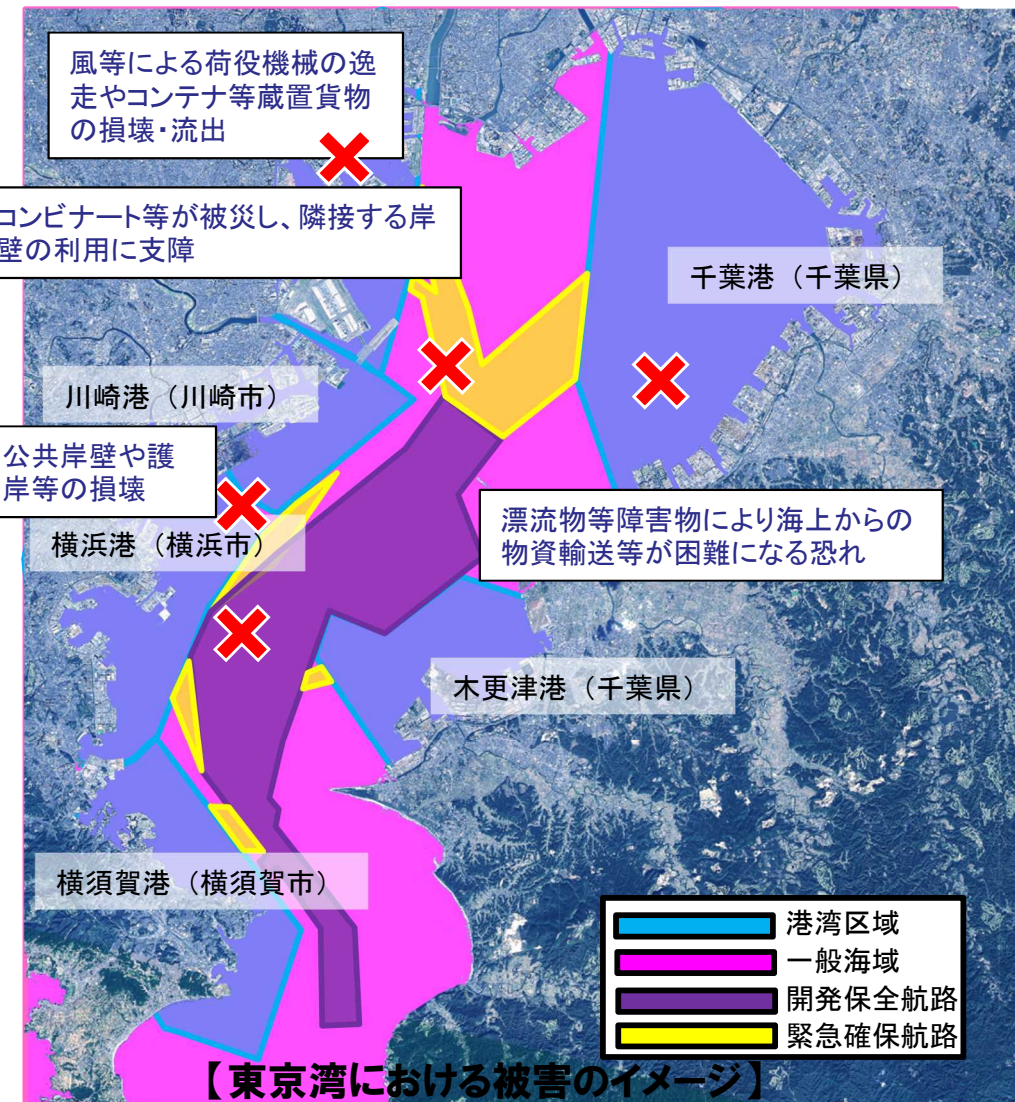 風等による荷役機械の逸
走やコンテナ等蔵置貨物
の損壊・流出
コンビナート等が被災し、隣接する岸
壁の利用に支障
千葉港（千葉県）
川崎港（川崎市）
公共岸壁や護
岸等の損壊
漂流物等障害物により海上からの
物資輸送等が困難になる恐れ
横浜港（横浜市）
木更津港（千葉県）
横須賀港（横須賀市）
港湾区域
一般海域
開発保全航路
緊急確保航路
【東京湾における被害のイメージ】